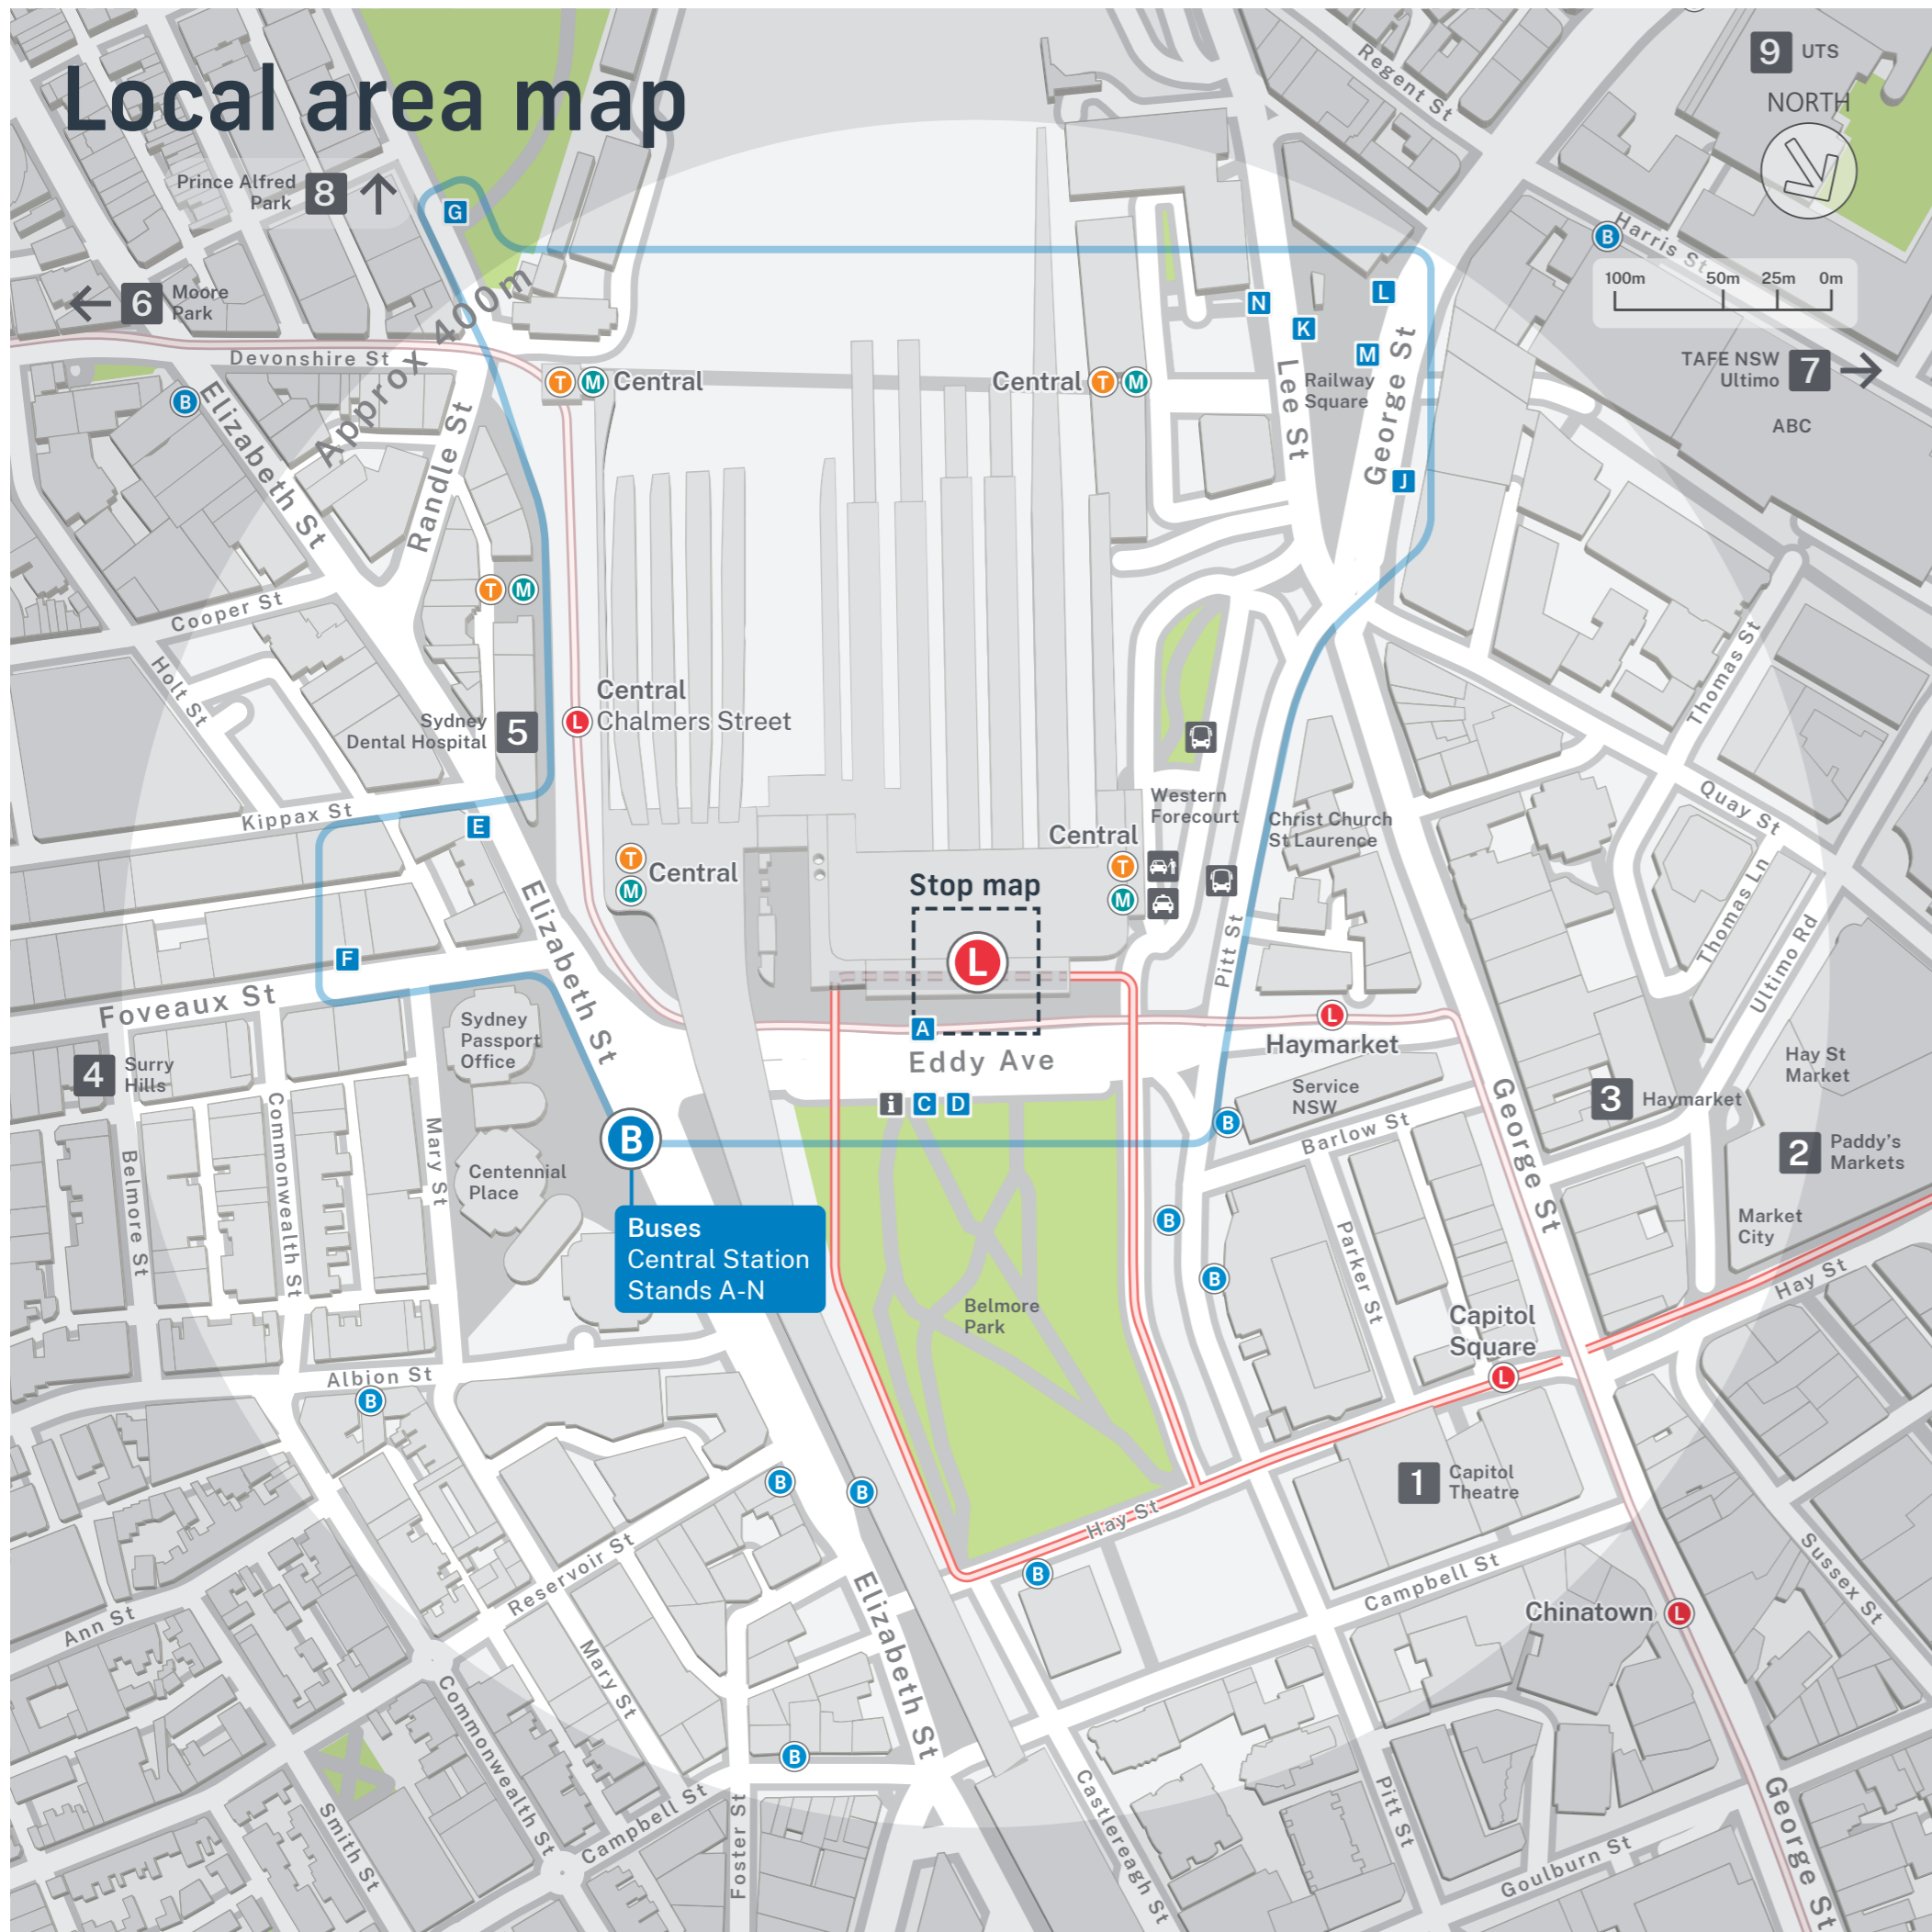 Local area map
9 UTS
NORTH
Regent St
Prince Alfred
Park
8
G
B
Harris St
100m 50m 25m 0m
6
Moore
Park
N
K
L
M
Devonshire St
Approx 400m
TAFE NSW
Ultimo
7
ABC
B
T M Central
Central T M
Railway
Square
Lee St
George St
J
Elizabeth St
Randle St
T M
Cooper St
Holt St
Thomas St
Sydney
Dental Hospital
5
Central
L Chalmers Street
Kippax St
E
Western
Forecourt
Christ Church
St Laurence
Quay St
Thomas Ln
Ultimo Rd
T
M
Central
Central
T
M
Stop map
L
Pitt St
Elizabeth St
F
Foveaux St
Sydney
Passport
Office
A
Eddy Ave
L
Haymarket
4
Surry
Hills
i C D
B
Service
NSW
Barlow St
George St
3 Haymarket
Hay St
Market
2
Paddy's
Markets
B
Belmore St
Commonwealth St
Mary St
Centennial
Place
Buses
Central Station
Stands A-N
B
B
Parker St
Market
City
Hay St
Belmore
Park
Capitol
Square
L
Albion St
B
B
B
1
Capitol
Theatre
Hay St
B
Reservoir St
Elizabeth St
Campbell St
Sussex St
Chinatown L
Ann St
Mary St
Commonwealth St
B
Smith St
Campbell St
Foster St
Castlereagh St
Pitt St
Goulburn St
George St